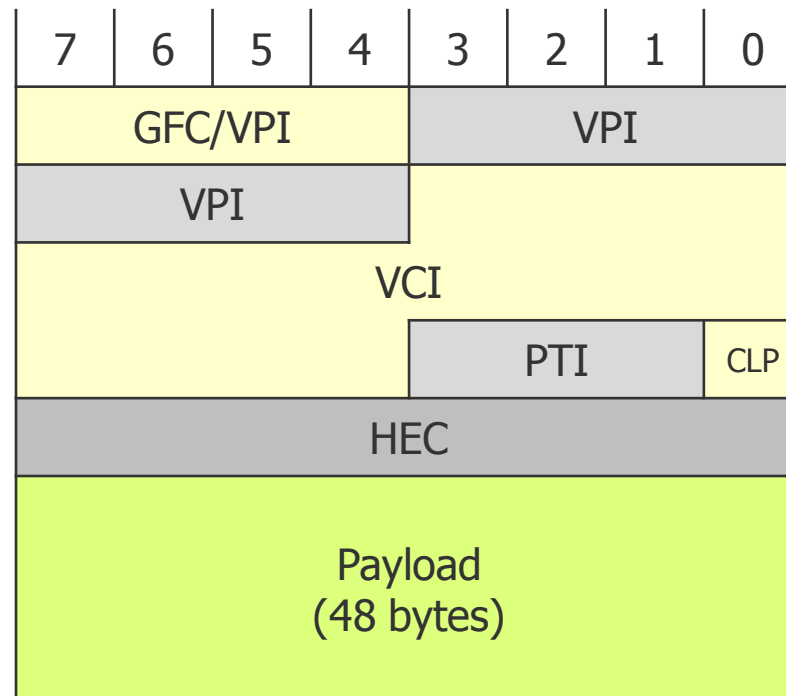 7 6 5 4 3 2 1 0
GFC/VPI VPI
VPI
VCI
PTI CLP
HEC
Payload
(48 bytes)